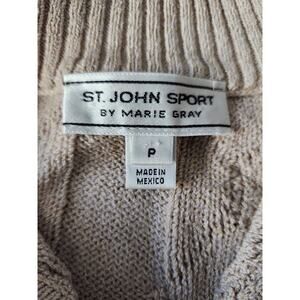 ST. JOHN SPORT
BY MARIE GRAY
P
MADE IN
MEXICO